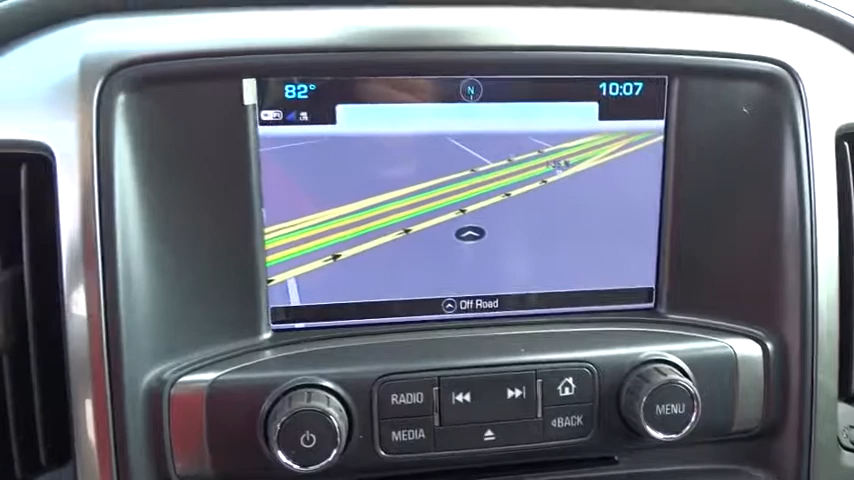 82° N 10:07
Off Road
RADIO
MEDIA
BACK
MENU